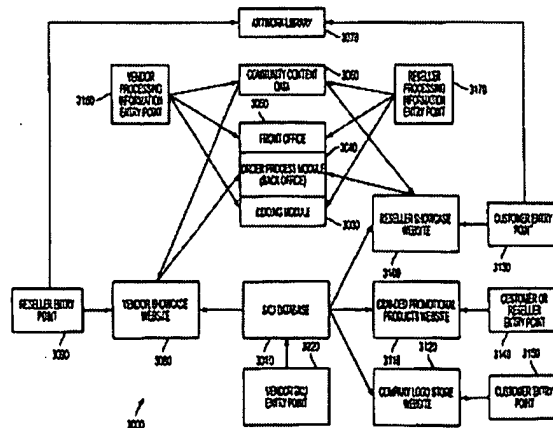 ARTWORK LIBRARY
3070
VENDOR
PROCESSING
INFORMATION
ENTRY POINT
COMMUNITY CONTENT
DATA
3060
RESELLER
PROCESSING
INFORMATION
ENTRY POINT
3170
3050
FRONT OFFICE
3040
ORDER PROCESS MODULE
(BACK OFFICE)
3030
MODULE
RESELLER SHOWCASE
WEBSITE
3100
CUSTOMER ENTRY
POINT
3130
RESELLER ENTRY
POINT
3090
VENDOR SHOWCASE
WEBSITE
3080
DATABASE
3010
3020
PROMOTIONAL
PRODUCTS WEBSITE
3110
3120
CUSTOMER OR
RESELLER
ENTRY POINT
3140
3150
VENDOR
ENTRY POINT
COMPANY LOGO STORE
WEBSITE
CUSTOMER ENTRY
POINT
3000